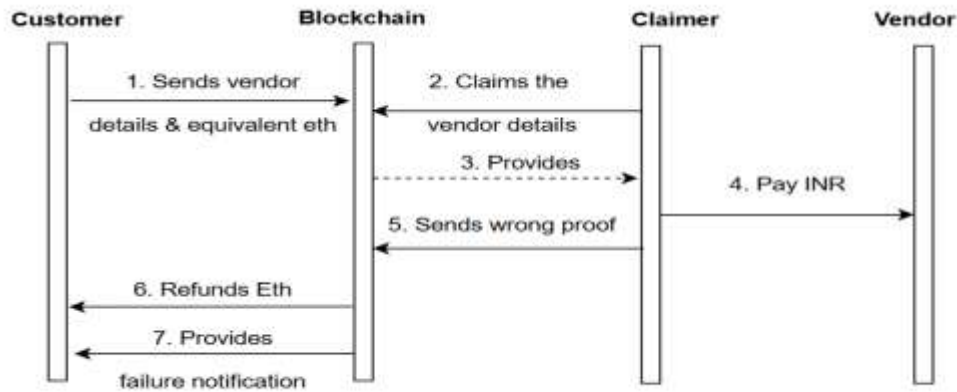 Customer
Blockchain
Claimer
Vendor
1. Sends vendor
details & equivalent eth
2. Claims the
vendor details
3. Provides
4. Pay INR
5. Sends wrong proof
6. Refunds Eth
7. Provides
failure notification